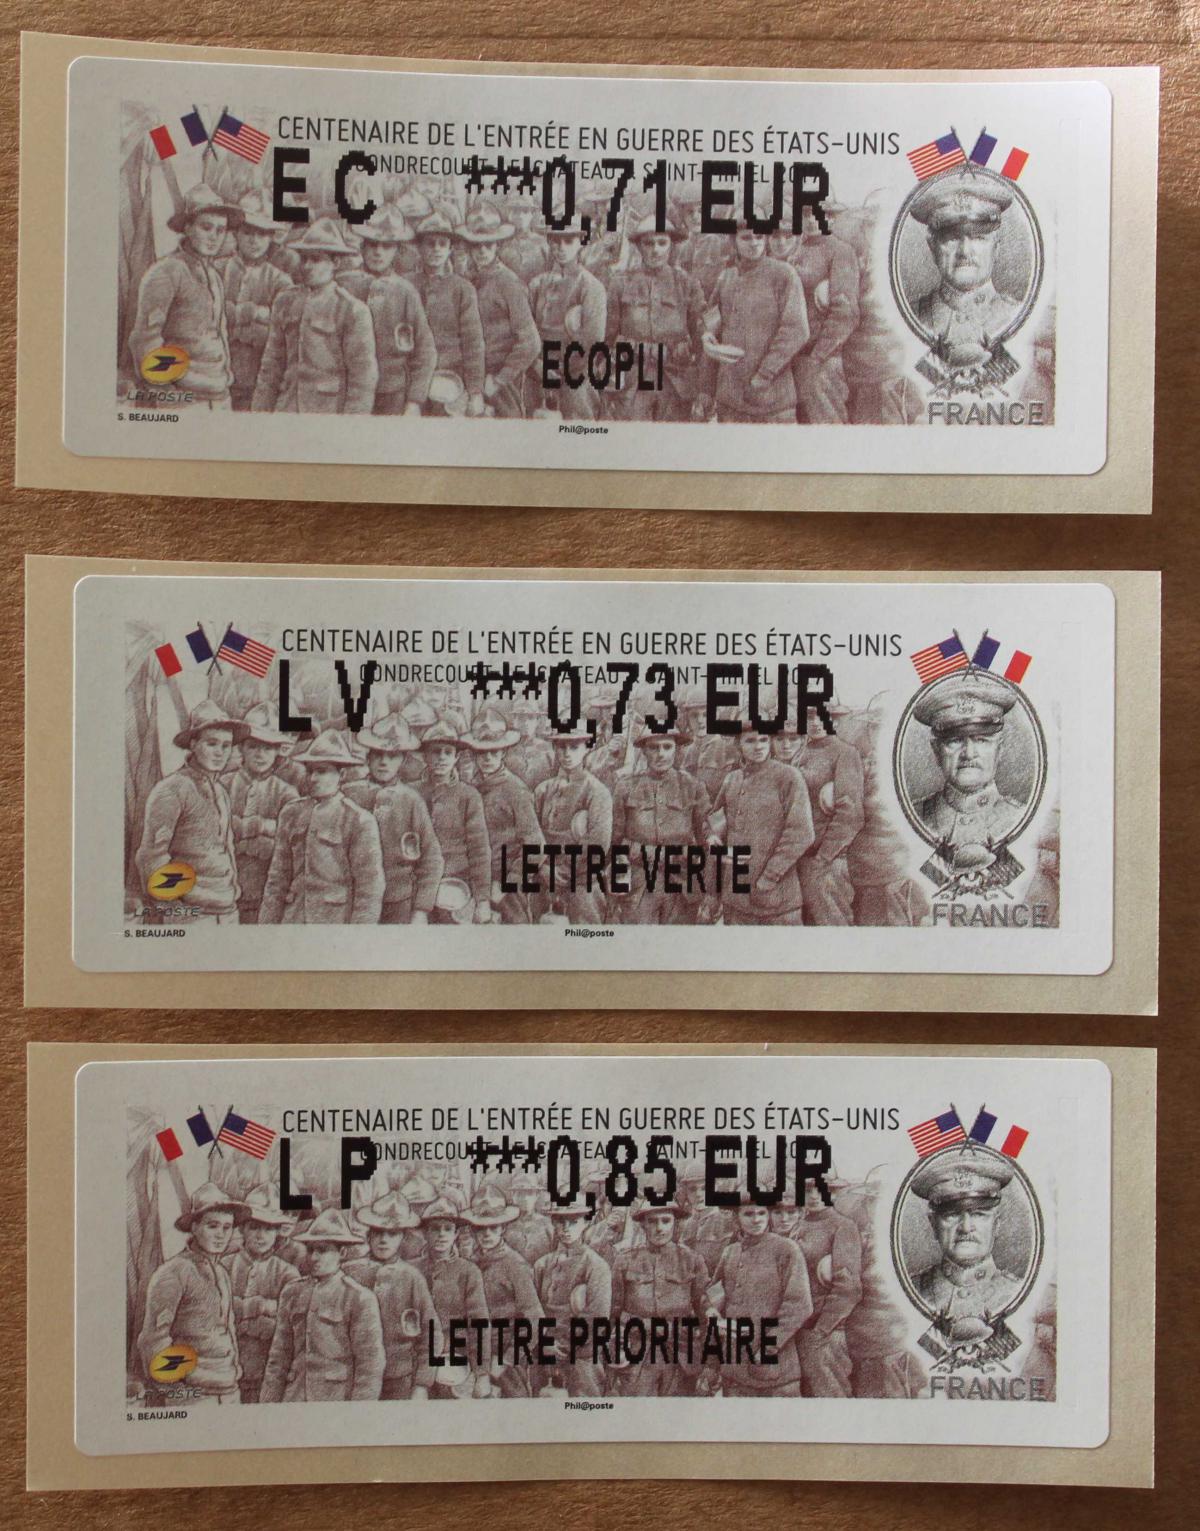 CENTENAIRE DE L'ENTRÉE EN GUERRE DES ÉTATS-UNIS
E C ***0,71 EUR
ECOPLI
LA POSTE
FRANCE
S. BEAUJARD
Phil@poste
CENTENAIRE DE L'ENTRÉE EN GUERRE DES ÉTATS-UNIS
L V ***0,73 EUR
LETTRE VERTE
LA POSTE
FRANCE
S. BEAUJARD
Phil@poste
CENTENAIRE DE L'ENTRÉE EN GUERRE DES ÉTATS-UNIS
L P ***0,85 EUR
LETTRE PRIORITAIRE
LA POSTE
FRANCE
S. BEAUJARD
Phil@poste